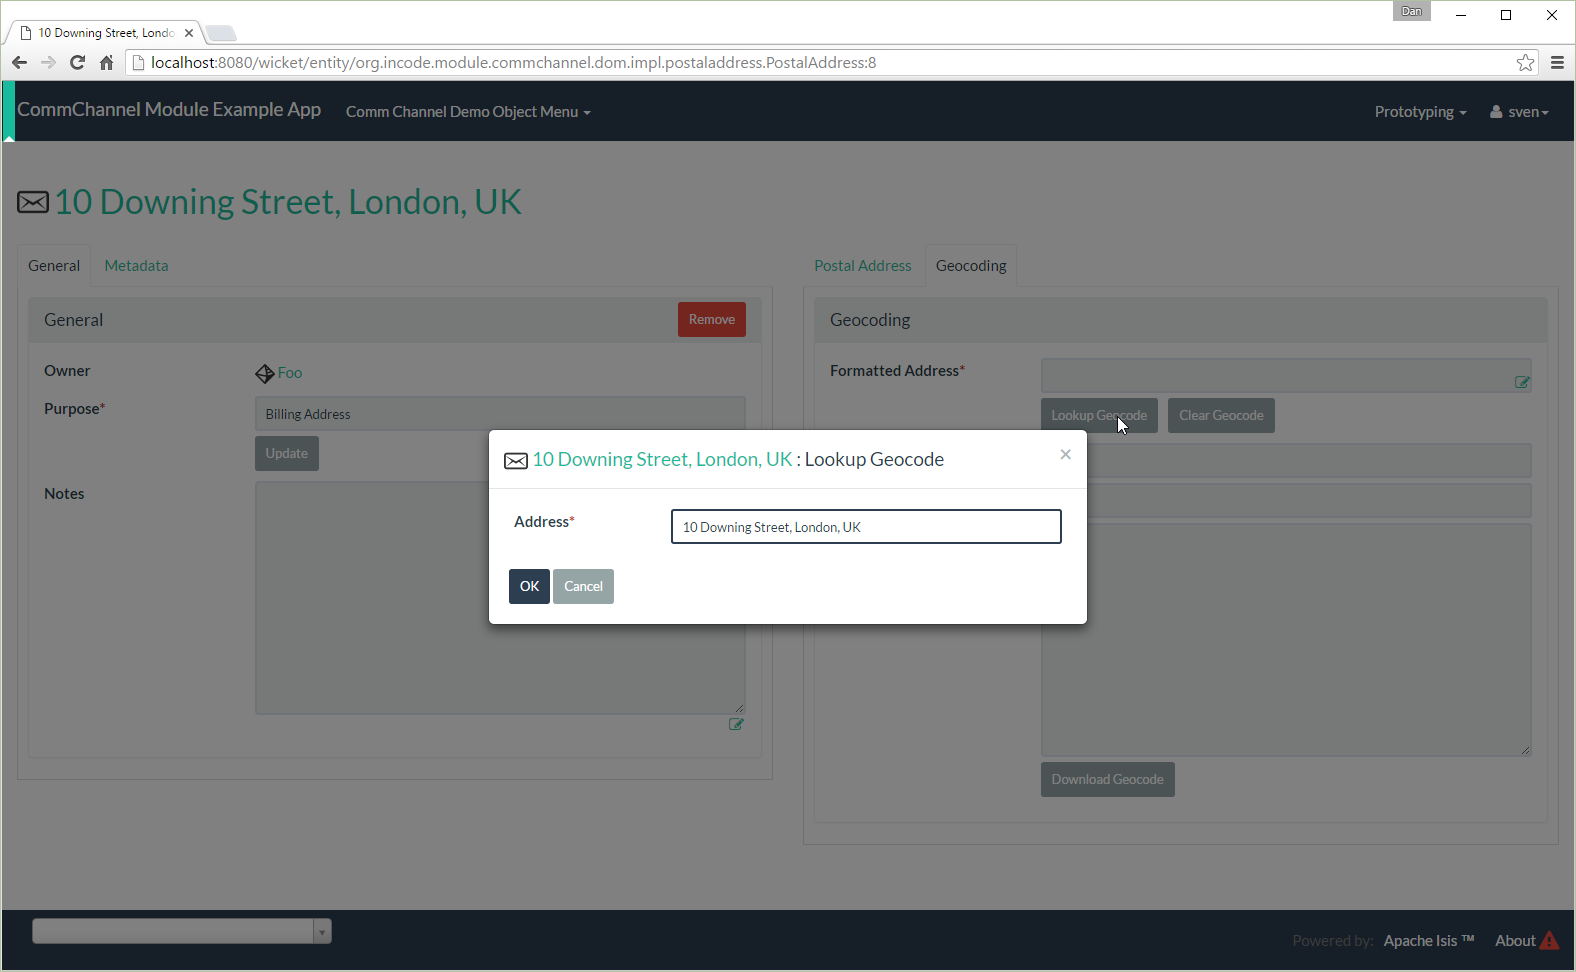 Dan
10 Downing Street, Londo
localhost:8080/wicket/entity/org.incode.module.commchannel.dom.impl.postaladdress.PostalAddress:8
CommChannel Module Example App Comm Channel Demo Object Menu Prototyping sven
10 Downing Street, London, UK
General Metadata
Postal Address Geocoding
General Remove
Geocoding
Owner Foo
Formatted Address*
Purpose* Billing Address
Lookup Geocode Clear Geocode
Update
Notes
10 Downing Street, London, UK : Lookup Geocode ×
Address* 10 Downing Street, London, UK
OK Cancel
Download Geocode
Powered by: Apache Isis ™ About